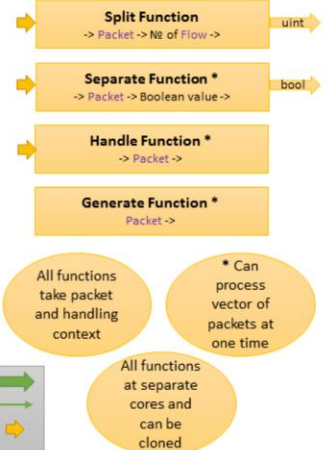 Split Function
-> Packet -> № of Flow ->
uint
Separate Function *
-> Packet -> Boolean value ->
bool
Handle Function *
-> Packet ->
Generate Function *
Packet ->
All functions
take packet
and handling
context
* Can
process
vector of
packets at
one time
All functions
at separate
cores and
can be
cloned